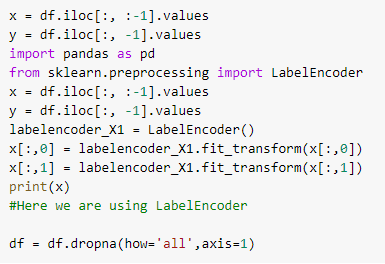 x = df.iloc[:, :-1].values
y = df.iloc[:, -1].values
import pandas as pd
from sklearn.preprocessing import LabelEncoder
x = df.iloc[:, :-1].values
y = df.iloc[:, -1].values
labelencoder_X1 = LabelEncoder()
x[:,0] = labelencoder_X1.fit_transform(x[:,0])
x[:,1] = labelencoder_X1.fit_transform(x[:,1])
print(x)
#Here we are using LabelEncoder
df = df.dropna(how='all',axis=1)